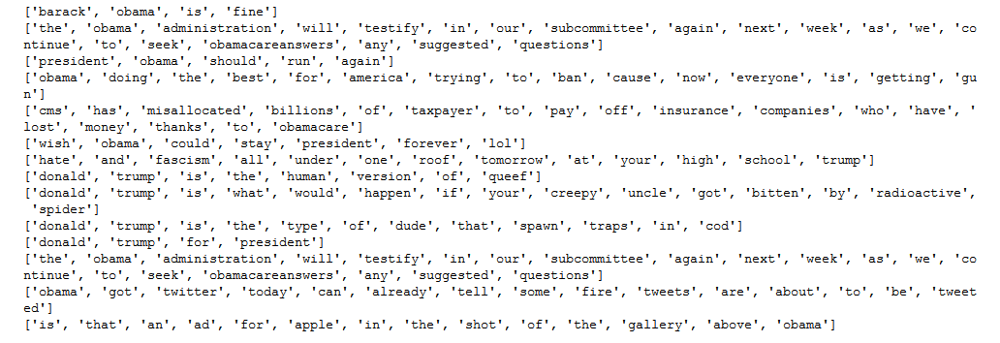 ['barack', 'obama', 'is', 'fine']
['the', 'obama', 'administration', 'will', 'testify', 'in', 'our', 'subcommittee', 'again', 'next', 'week', 'as', 'we', 'co
ntinue', 'to', 'seek', 'obamacareanswers', 'any', 'suggested', 'questions']
['president', 'obama', 'should', 'run', 'again']
['obama', 'doing', 'the', 'best', 'for', 'america', 'trying', 'to', 'ban', 'cause', 'now', 'everyone', 'is', 'getting', 'gu
n']
['cms', 'has', 'misallocated', 'billions', 'of', 'taxpayer', 'to', 'pay', 'off', 'insurance', 'companies', 'who', 'have', '
lost', 'money', 'thanks', 'to', 'obamacare']
['wish', 'obama', 'could', 'stay', 'president', 'forever', 'lol']
['hate', 'and', 'fascism', 'all', 'under', 'one', 'roof', 'tomorrow', 'at', 'your', 'high', 'school', 'trump']
['donald', 'trump', 'is', 'the', 'human', 'version', 'of', 'queef']
['donald', 'trump', 'is', 'what', 'would', 'happen', 'if', 'your', 'creepy', 'uncle', 'got', 'bitten', 'by', 'radioactive',
'spider']
['donald', 'trump', 'is', 'the', 'type', 'of', 'dude', 'that', 'spawn', 'traps', 'in', 'cod']
['donald', 'trump', 'for', 'president']
['the', 'obama', 'administration', 'will', 'testify', 'in', 'our', 'subcommittee', 'again', 'next', 'week', 'as', 'we', 'co
ntinue', 'to', 'seek', 'obamacareanswers', 'any', 'suggested', 'questions']
['obama', 'got', 'twitter', 'today', 'can', 'already', 'tell', 'some', 'fire', 'tweets', 'are', 'about', 'to', 'be', 'tweet
ed']
['is', 'that', 'an', 'ad', 'for', 'apple', 'in', 'the', 'shot', 'of', 'the', 'gallery', 'above', 'obama']